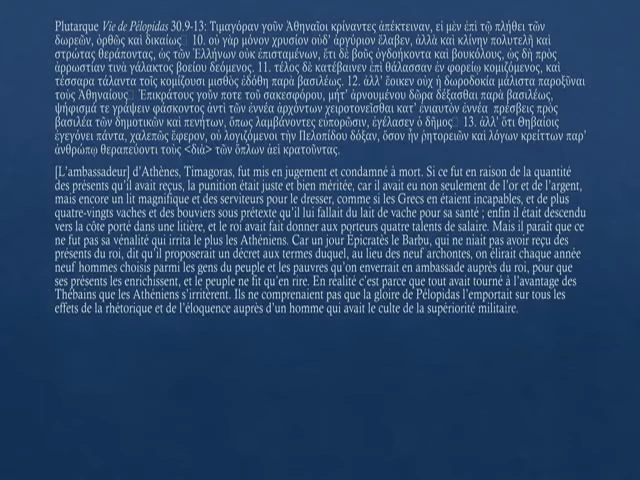 Plutarque Vie de Pélopidas 30.9-13: Τιμαγόραν γοῦν Ἀθηναῖοι κρίναντες ἀπέκτειναν, εἰ μὲν ἐπὶ τῷ πλήθει τῶν
δωρεῶν, ὀρθῶς καὶ δικαίως 10. οὐ γὰρ μόνον χρυσίον οὐδ' ἀργύριον ἔλαβεν, ἀλλὰ καὶ κλίνην πολυτελῆ καὶ
στρώτας θεράποντας, ὡς τῶν Ἑλλήνων οὐκ ἐπισταμένων, ἔτι δὲ βοῦς ὀγδοήκοντα καὶ βουκόλους, ὡς δὴ πρὸς
ἀρρωστίαν τινὰ γάλακτος βοείου δεόμενος. 11. τέλος δὲ κατέβαινεν ἐπὶ θάλασσαν ἐν φορείῳ κομιζόμενος, καὶ
τέσσαρα τάλαντα τοῖς κομίζουσι μισθὸς ἐδόθη παρὰ βασιλέως. 12. ἀλλ' ἔοικεν οὐχ ἡ δωροδοκία μάλιστα παροξῦναι
τοὺς Ἀθηναίους Ἐπικράτους γοῦν ποτε τοῦ σακεσφόρου, μήτ' ἀρνουμένου δῶρα δέξασθαι παρὰ βασιλέως,
ψήφισμά τε γράψειν φάσκοντος ἀντὶ τῶν ἐννέα ἀρχόντων χειροτονεῖσθαι κατ' ἐνιαυτὸν ἐννέα πρέσβεις πρὸς
βασιλέα τῶν δημοτικῶν καὶ πενήτων, ὅπως λαμβάνοντες εὐπορῶσιν, ἐγέλασεν ὁ δῆμος 13. ἀλλ' ὅτι Θηβαίοις
ἐγεγόνει πάντα, χαλεπῶς ἔφερον, οὐ λογιζόμενοι τὴν Πελοπίδου δόξαν, ὅσων ἦν ῥητορειῶν καὶ λόγων κρείττων παρ'
ἀνθρώπῳ θεραπεύοντι τοὺς <διὰ> τῶν ὅπλων ἀεὶ κρατοῦντας.
[L'ambassadeur] d'Athènes, Timagoras, fut mis en jugement et condamné à mort. Si ce fut en raison de la quantité
des présents qu'il avait reçus, la punition était juste et bien méritée, car il avait eu non seulement de l'or et de l'argent,
mais encore un lit magnifique et des serviteurs pour le dresser, comme si les Grecs en étaient incapables, et de plus
quatre-vingts vaches et des bouviers sous prétexte qu'il lui fallait du lait de vache pour sa santé ; enfin il était descendu
vers la côte porté dans une litière, et le roi avait fait donner aux porteurs quatre talents de salaire. Mais il paraît que ce
ne fut pas sa vénalité qui irrita le plus les Athéniens. Car un jour Épicratès le Barbu, qui ne niait pas avoir reçu des
présents du roi, dit qu'il proposerait un décret aux termes duquel, au lieu des neuf archontes, on élirait chaque année
neuf hommes choisis parmi les gens du peuple et les pauvres qu'on enverrait en ambassade auprès du roi, pour que
ses présents les enrichissent, et le peuple ne fit qu'en rire. En réalité c'est parce que tout avait tourné à l'avantage des
Thébains que les Athéniens s'irritèrent. Ils ne comprenaient pas que la gloire de Pélopidas l'emportait sur tous les
effets de la rhétorique et de l'éloquence auprès d'un homme qui avait le culte de la supériorité militaire.